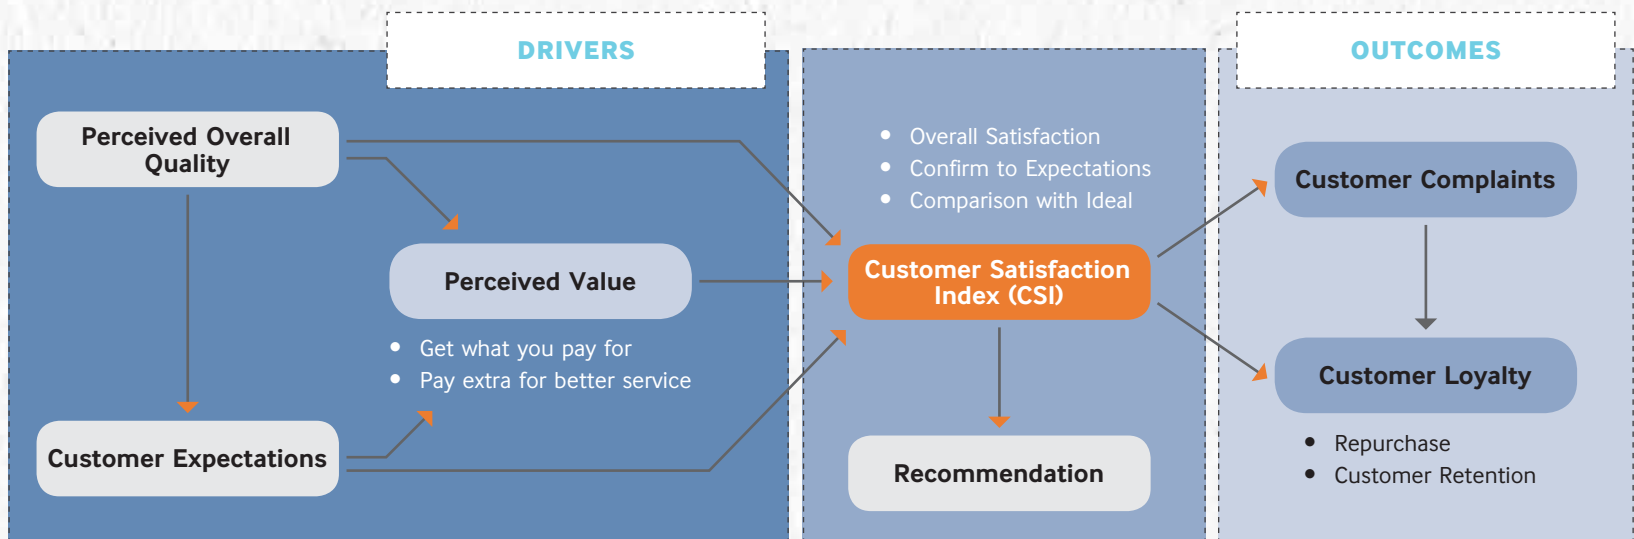 DRIVERS
Perceived Overall
Quality
Perceived Value
• Get what you pay for
• Pay extra for better service
Customer Expectations
• Overall Satisfaction
• Confirm to Expectations
• Comparison with Ideal
Customer Satisfaction
Index (CSI)
Recommendation
OUTCOMES
Customer Complaints
Customer Loyalty
• Repurchase
• Customer Retention